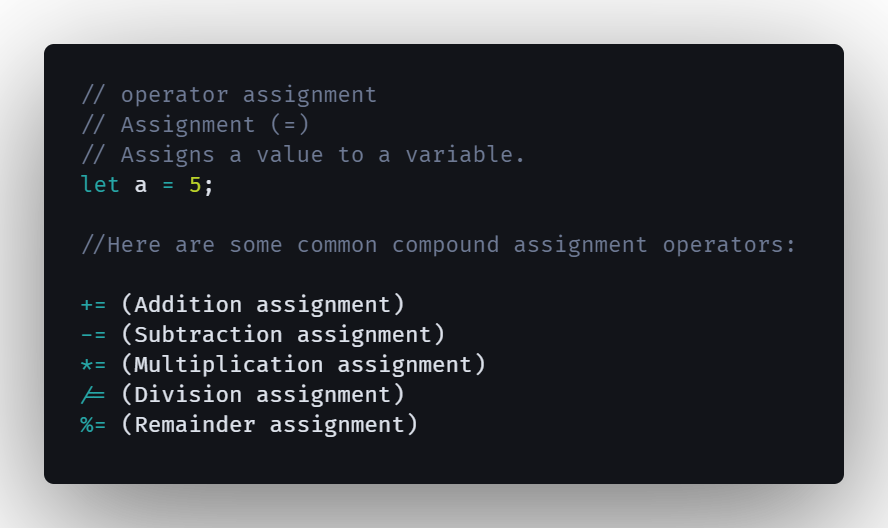 // operator assignment
// Assignment (=)
// Assigns a value to a variable.
let a = 5;
//Here are some common compound assignment operators:
+= (Addition assignment)
-= (Subtraction assignment)
*= (Multiplication assignment)
/= (Division assignment)
%= (Remainder assignment)